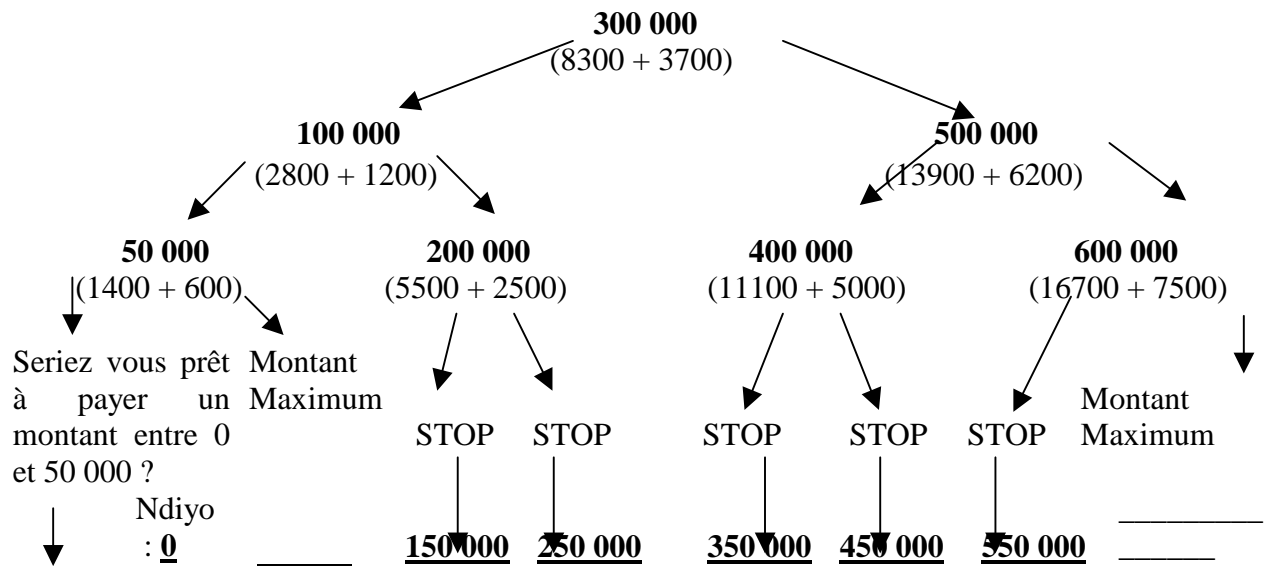 300 000
(8300 + 3700)
100 000 500 000
(2800 + 1200) (13900 + 6200)
50 000 200 000 400 000 600 000
(1400 + 600) (5500 + 2500) (11100 + 5000) (16700 + 7500)
Seriez vous prêt
à payer un
montant entre 0
et 50 000 ?
Montant
Maximum
STOP STOP STOP STOP STOP
Montant
Maximum
Ndiyo
: 0
150 000 250 000 350 000 450 000 550 000